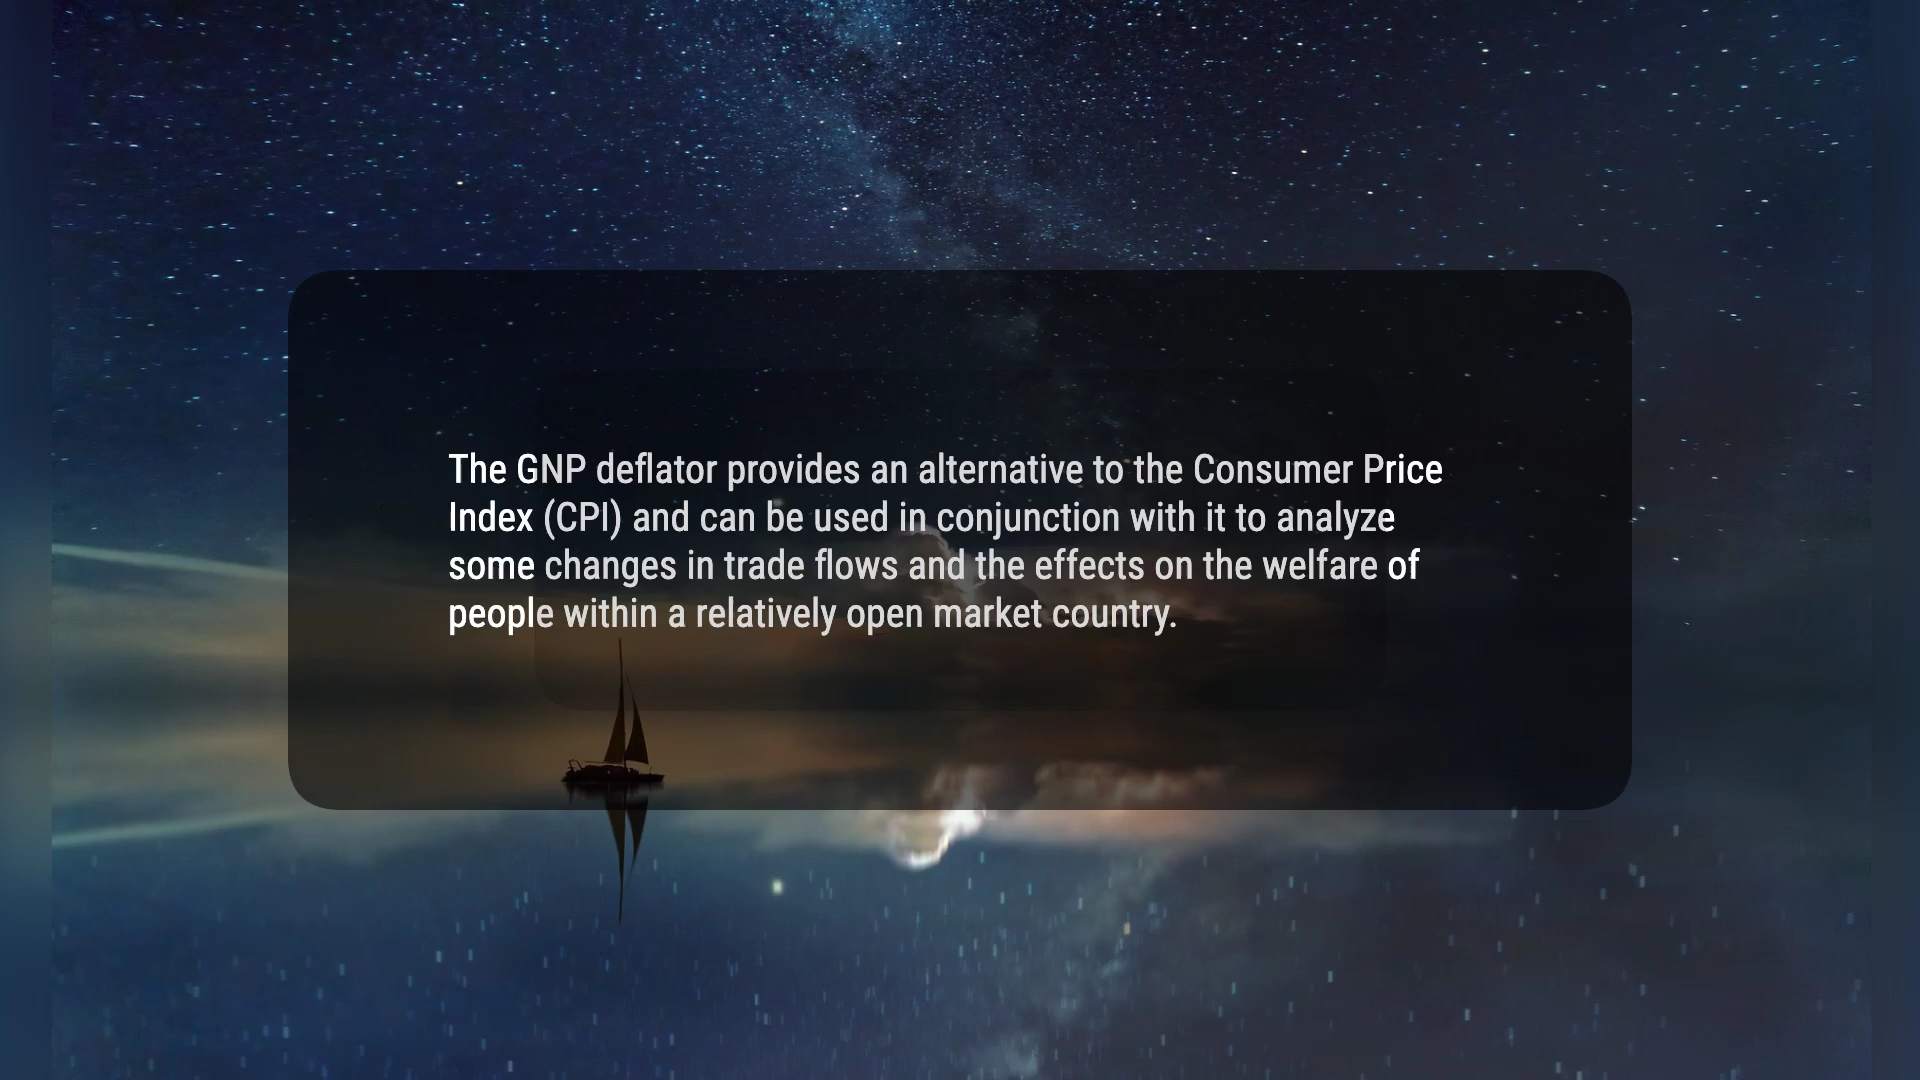 The GNP deflator provides an alternative to the Consumer Price
Index (CPI) and can be used in conjunction with it to analyze
some changes in trade flows and the effects on the welfare of
people within a relatively open market country.